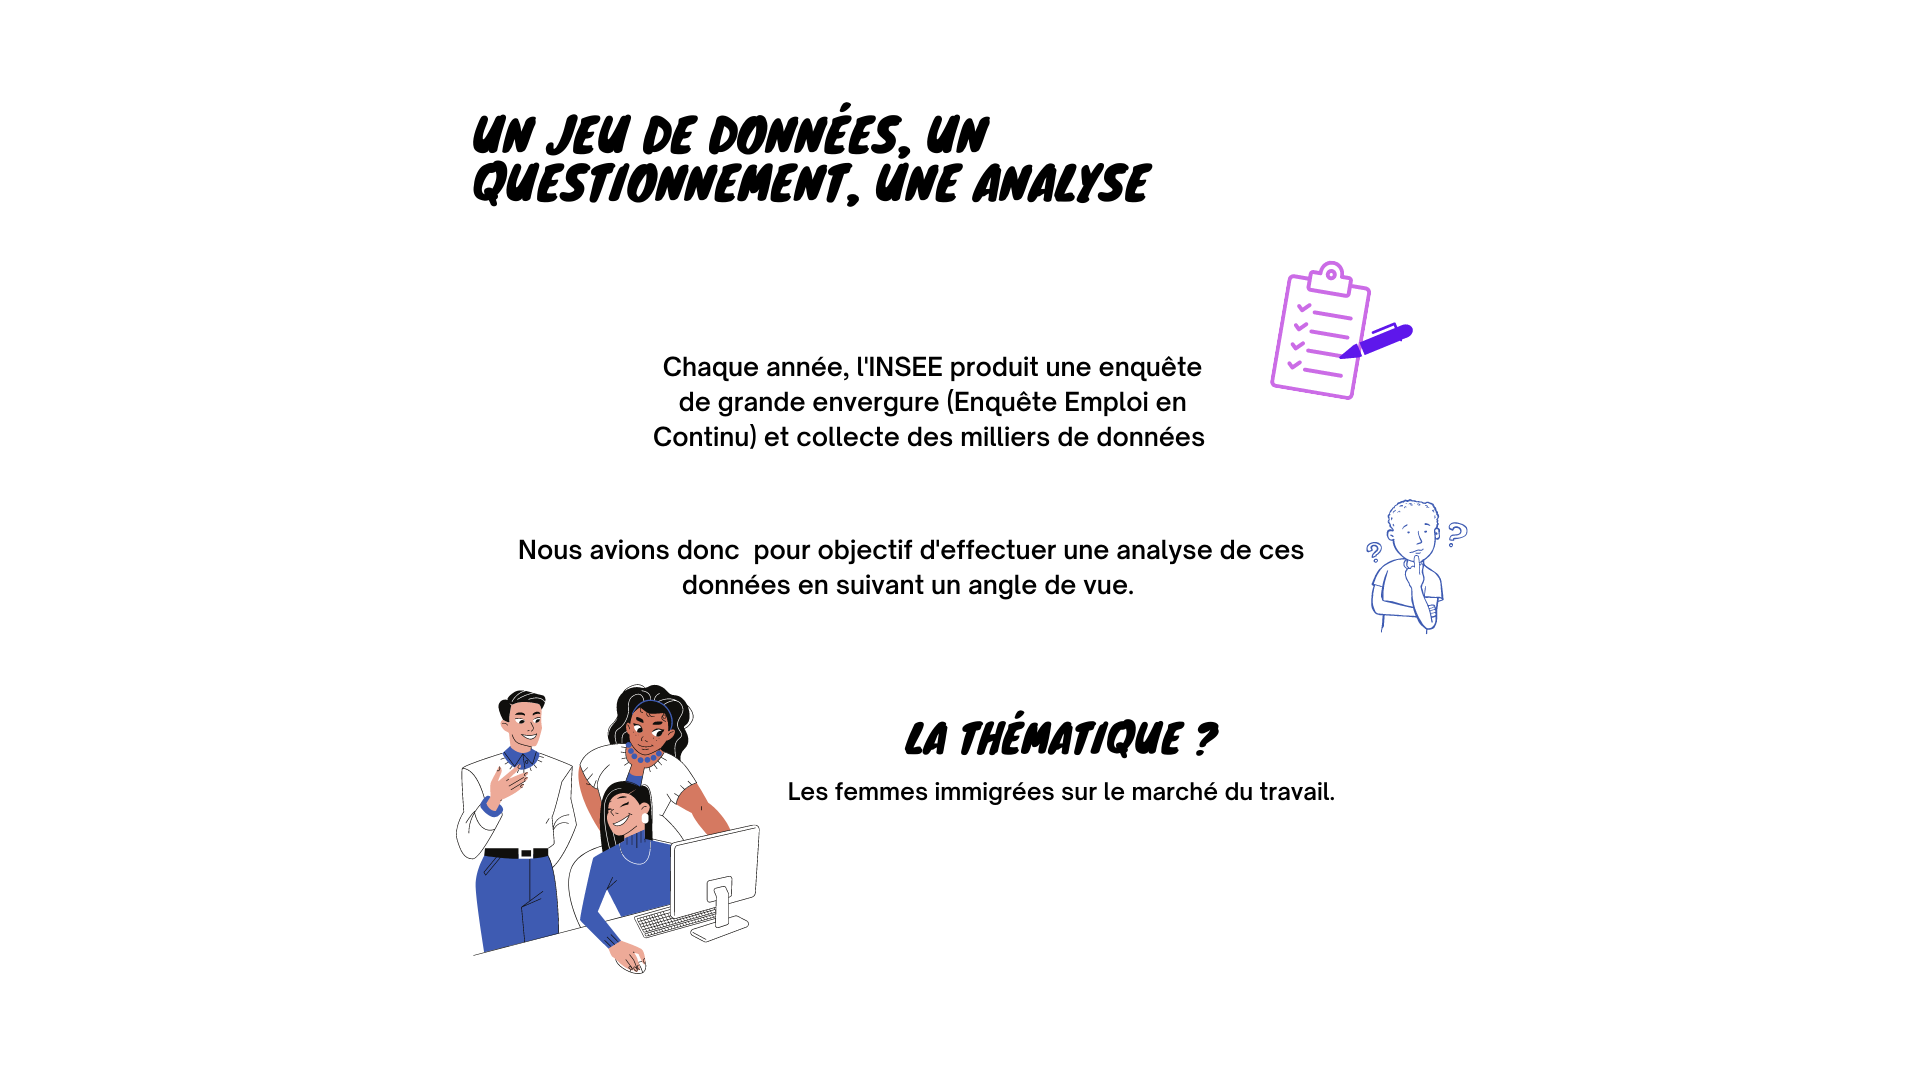 UN JEU DE DONNÉES, UN
QUESTIONNEMENT, UNE ANALYSE
Chaque année, l'INSEE produit une enquête
de grande envergure (Enquête Emploi en
Continu) et collecte des milliers de données
Nous avions donc  pour objectif d'effectuer une analyse de ces
données en suivant un angle de vue.
LA THÉMATIQUE ?
Les femmes immigrées sur le marché du travail.